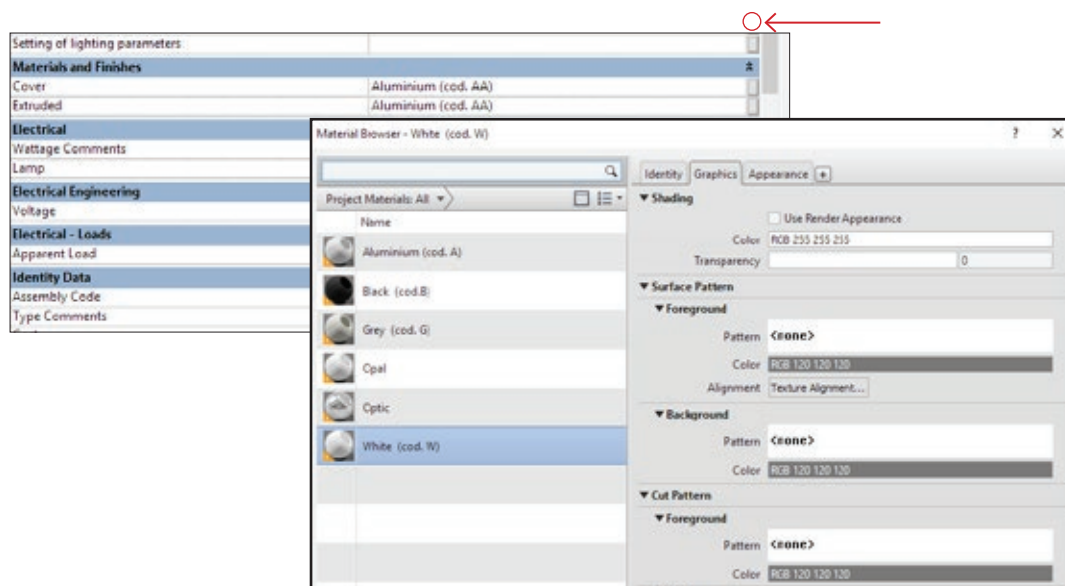 Setting of lighting parameters
Materials and Finishes
Cover Aluminium (cod. AA)
Extruded Aluminium (cod. AA)
Electrical
Wattage Comments
Lamp
Electrical Engineering
Voltage
Electrical - Loads
Apparent Load
Identity Data
Assembly Code
Type Comments
Material Browser - White (cod. W) ?
Project Materials: All
Name
Aluminium (cod. A)
Black (cod.B)
Grey (cod. G)
Opal
Optic
White (cod. W)
Identity Graphics Appearance +
Shading
Use Render Appearance
Color RGB 255 255 255
Transparency 0
Surface Pattern
Foreground
Pattern <none>
Color RGB 120 120 120
Alignment Texture Alignment...
Background
Pattern <none>
Color RGB 120 120 120
Cut Pattern
Foreground
Pattern <none>
Color RGB 120 120 120